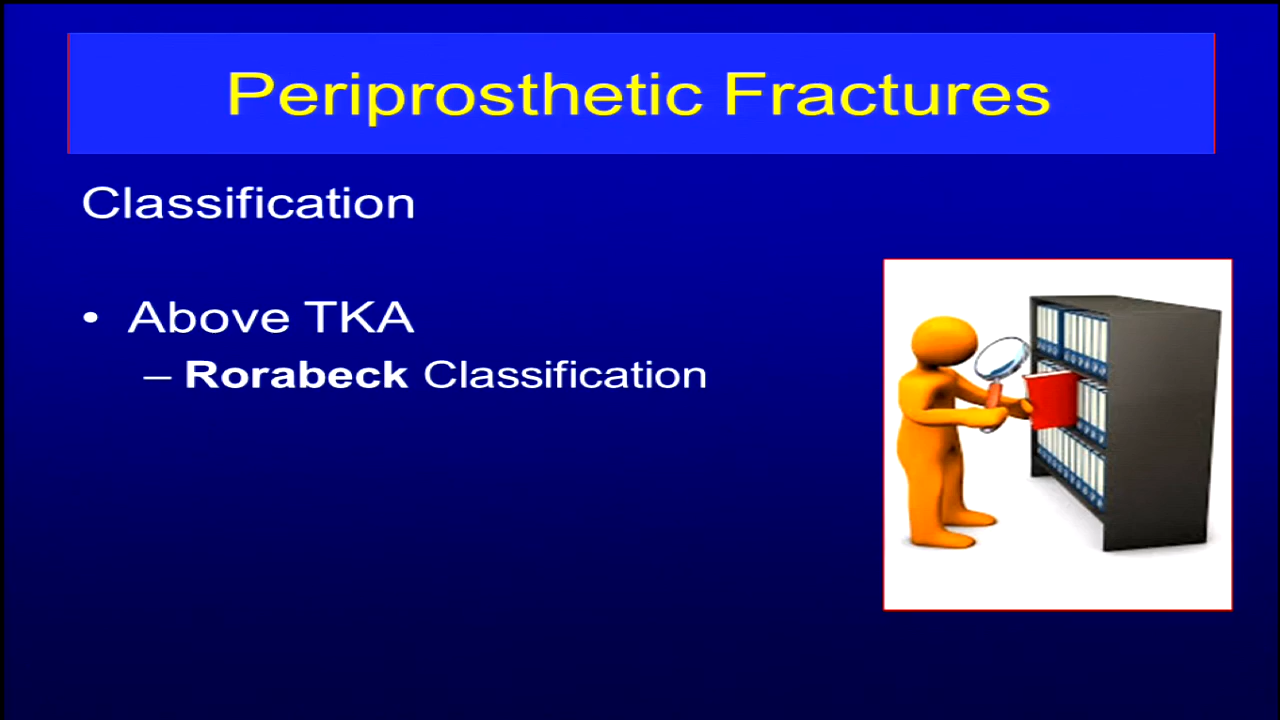 Periprosthetic Fractures
Classification
• Above TKA
– Rorabeck Classification